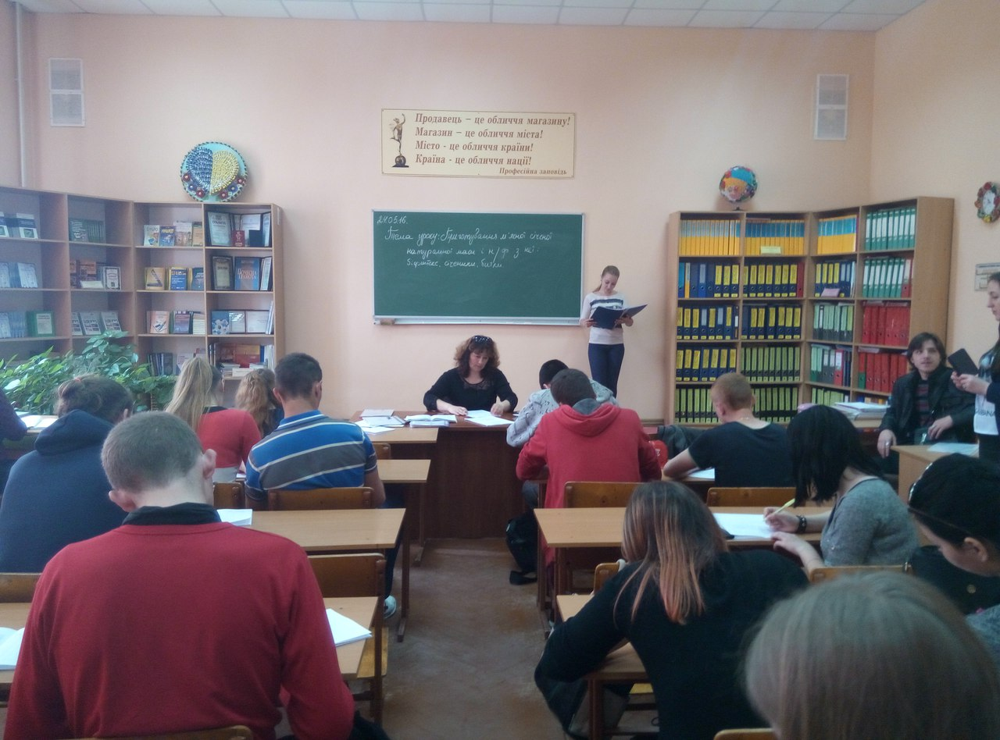 Продавець – це обличчя магазину!
Магазин – це обличчя міста!
Місто - це обличчя країни!
Країна - це обличчя нації!
Професійна заповідь
24.05.16.
Тема уроку: Приготування м'ясної січеної
натуральної маси і н/ф з неї:
біфштекс, січеники, битки.